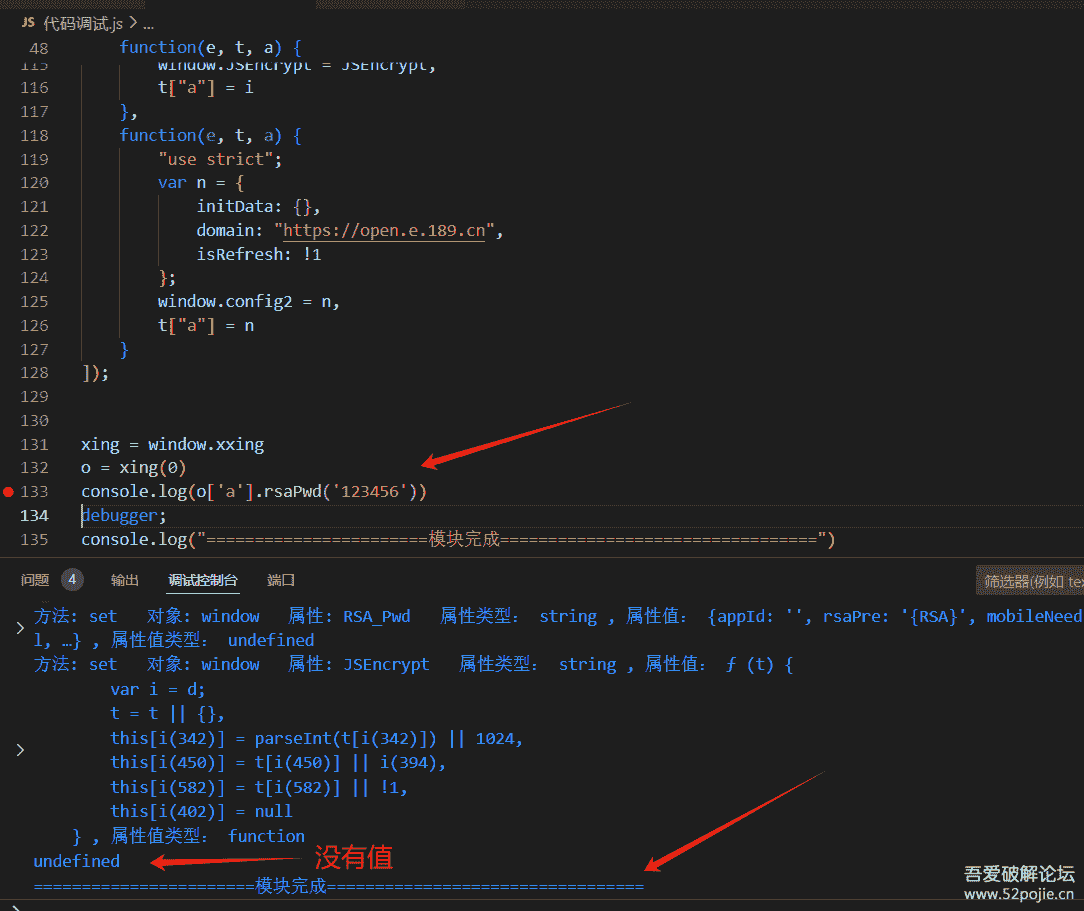 JS 代码调试.js > ...
48 function(e, t, a) {
115 window.JSEncrypt = JSEncrypt,
116 t["a"] = i
117 },
118 function(e, t, a) {
119 "use strict";
120 var n = {
121 initData: {},
122 domain: "https://open.e.189.cn",
123 isRefresh: !1
124 };
125 window.config2 = n,
126 t["a"] = n
127 }
128 ]);
129
130
131 xing = window.xxing
132 o = xing(0)
133 console.log(o['a'].rsaPwd('123456'))
134 debugger;
135 console.log("=======================模块完成=================================")
问题 4 输出 调试控制台 端口 筛选器(例如 tex
方法: set 对象: window 属性: RSA_Pwd 属性类型: string , 属性值: {appId: '', rsaPre: '{RSA}', mobileNeed
l, …} , 属性值类型: undefined
方法: set 对象: window 属性: JSEncrypt 属性类型: string , 属性值: ƒ (t) {
var i = d;
t = t || {},
this[i(342)] = parseInt(t[i(342)]) || 1024,
this[i(450)] = t[i(450)] || i(394),
this[i(582)] = t[i(582)] || !1,
this[i(402)] = null
} , 属性值类型: function
undefined 没有值
=======================模块完成=================================
吾爱破解论坛
www.52pojie.cn